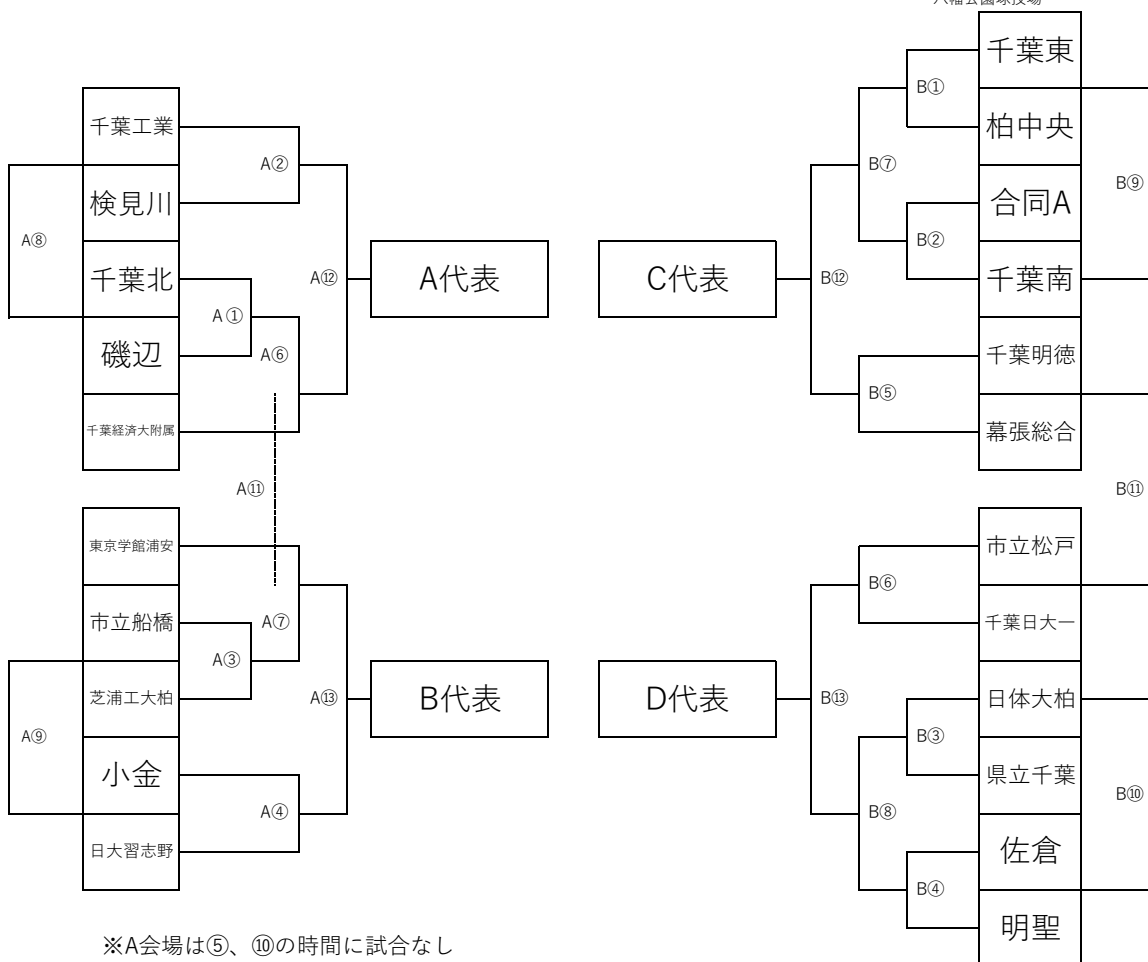 千葉東
B①
千葉工業
柏中央
A②
B⑦
B⑨
検見川
合同A
A⑧
B②
千葉北
A⑫
A代表
C代表
B⑫
千葉南
A①
磯辺
A⑥
千葉明徳
B⑤
千葉経済大附属
幕張総合
A⑪
B⑪
東京学館浦安
市立松戸
B⑥
市立船橋
A⑦
千葉日大一
A③
芝浦工大柏
A⑬
B代表
D代表
B⑬
日体大柏
A⑨
B③
小金
県立千葉
B⑩
A④
B⑧
日大習志野
佐倉
B④
明聖
※A会場は⑤、⑩の時間に試合なし